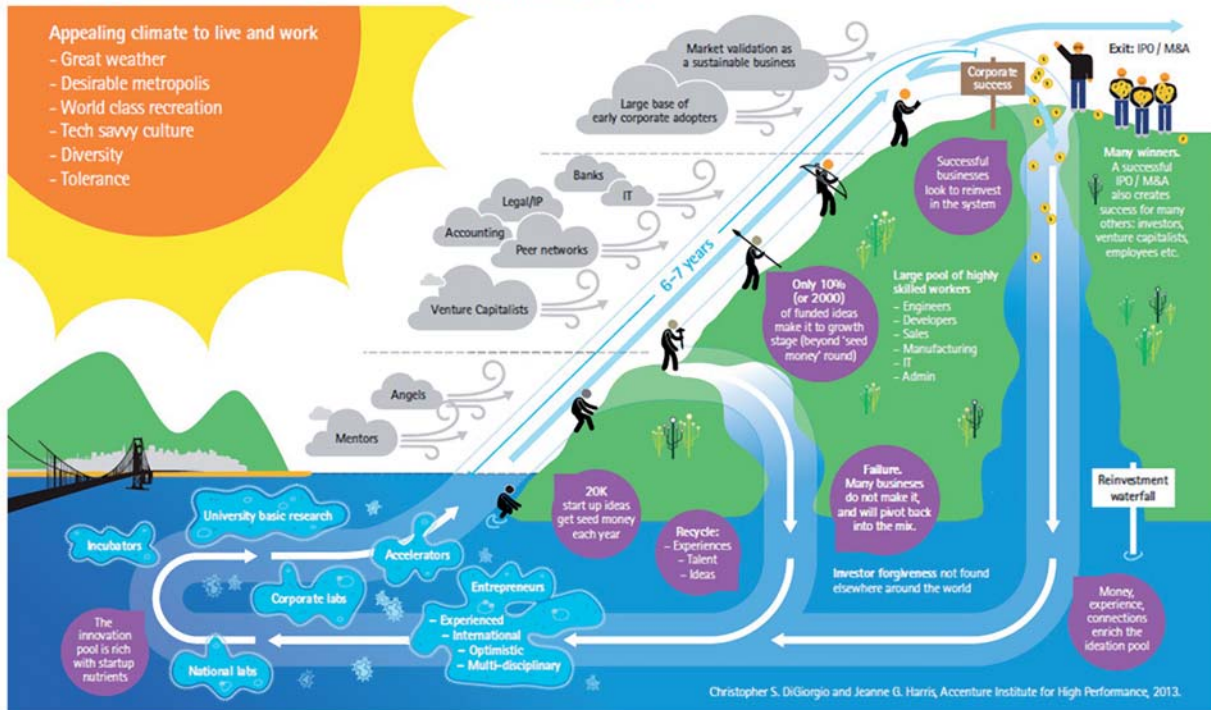 Appealing climate to live and work
– Great weather
– Desirable metropolis
– World class recreation
– Tech savvy culture
– Diversity
– Tolerance
Market validation as
a sustainable business
Large base of
early corporate adopters
Banks
IT
Legal/IP
Accounting
Peer networks
Venture Capitalists
Angels
Mentors
6–7 years
Corporate
success
Exit: IPO / M&A
Many winners.
A successful
IPO / M&A
also creates
success for many
others: investors,
venture capitalists,
employees etc.
Successful
businesses
look to reinvest
in the system
Only 10%
(or 2000)
of funded ideas
make it to growth
stage (beyond ‘seed
money’ round)
Large pool of highly
skilled workers
– Engineers
– Developers
– Sales
– Manufacturing
– IT
– Admin
20K
start up ideas
get seed money
each year
Recycle:
– Experiences
– Talent
– Ideas
Failure.
Many busineses
do not make it,
and will pivot back
into the mix.
Investor forgiveness not found
elsewhere around the world
Reinvestment
waterfall
Money,
experience,
connections
enrich the
ideation pool
University basic research
Incubators
Accelerators
Corporate labs
Entrepreneurs
– Experienced
– International
– Optimistic
– Multi-disciplinary
National labs
The
innovation
pool is rich
with startup
nutrients
Christopher S. DiGiorgio and Jeanne G. Harris, Accenture Institute for High Performance, 2013.